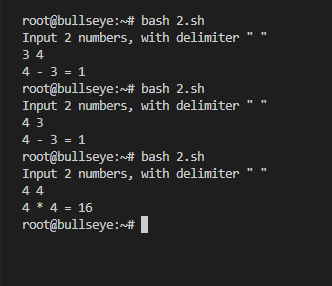 root@bullseye:~# bash 2.sh
Input 2 numbers, with delimiter " "
3 4
4 - 3 = 1
root@bullseye:~# bash 2.sh
Input 2 numbers, with delimiter " "
4 3
4 - 3 = 1
root@bullseye:~# bash 2.sh
Input 2 numbers, with delimiter " "
4 4
4 * 4 = 16
root@bullseye:~#